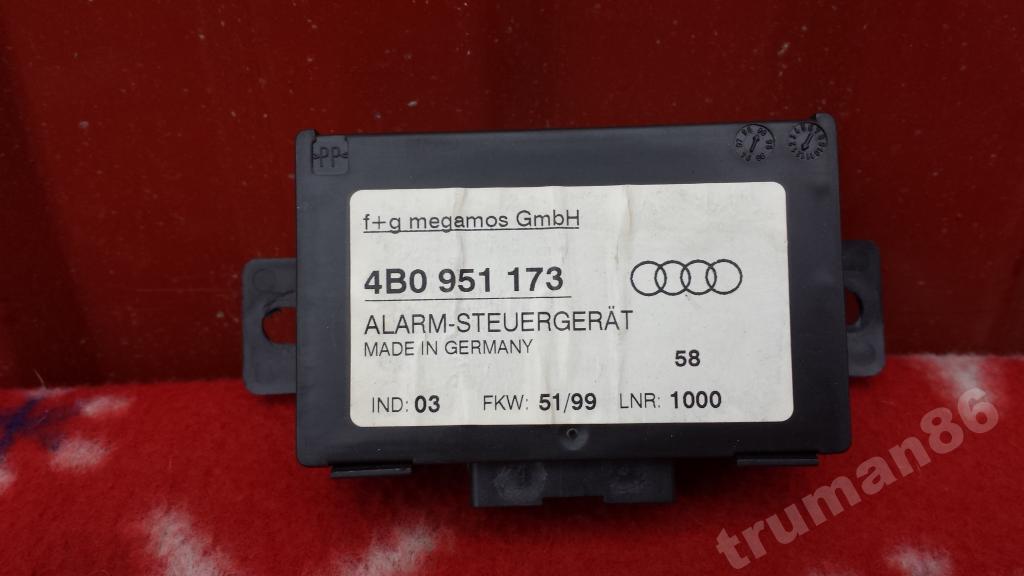 >PP<
f+g megamos GmbH
4B0 951 173
ALARM-STEUERGERÄT
MADE IN GERMANY
58
IND: 03 FKW: 51/99 LNR: 1000
truman86